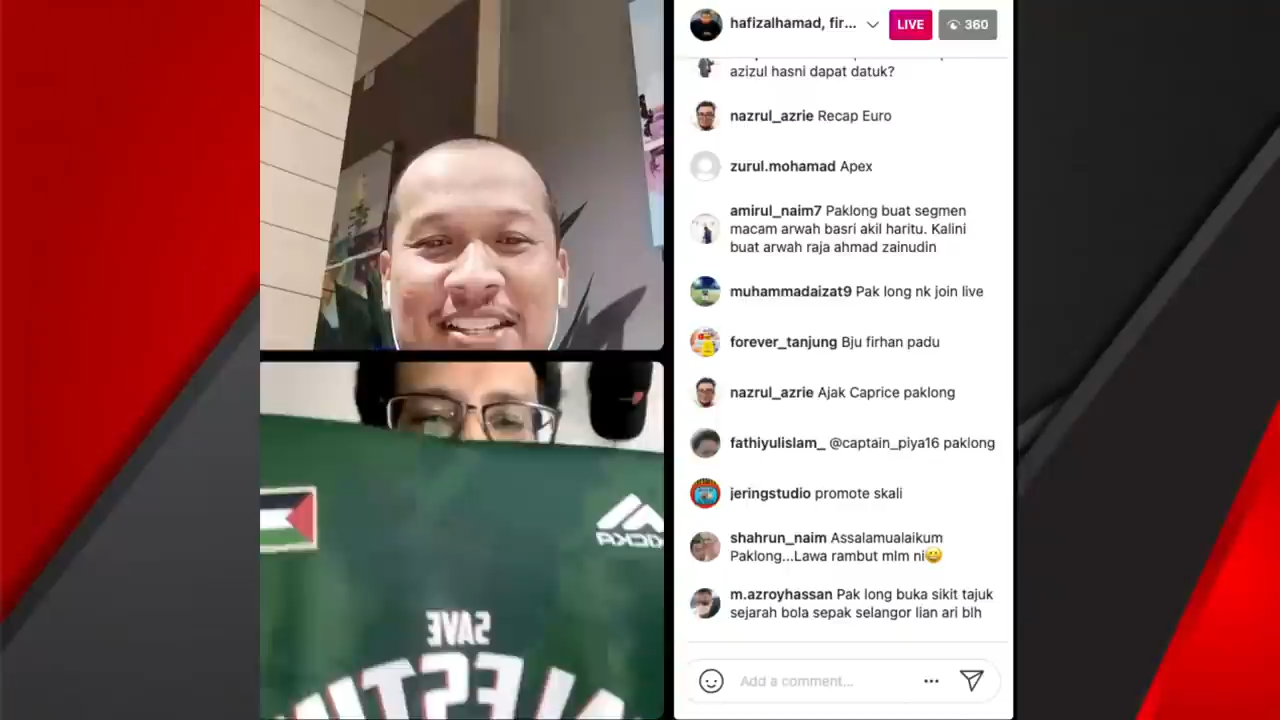 hafizalhamad, fir...
LIVE
360
azizul hasni dapat datuk?
nazrul_azrie Recap Euro
zurul.mohamad Apex
amirul_naim7 Paklong buat segmen
macam arwah basri akil haritu. Kalini
buat arwah raja ahmad zainudin
muhammadaizat9 Pak long nk join live
forever_tanjung Bju firhan padu
nazrul_azrie Ajak Caprice paklong
fathiyulislam_ @captain_piya16 paklong
jeringstudio promote skali
shahrun_naim Assalamualaikum
Paklong...Lawa rambut mlm ni😀
m.azroyhassan Pak long buka sikit tajuk
sejarah bola sepak selangor lian ari blh
Add a comment...
SAVE